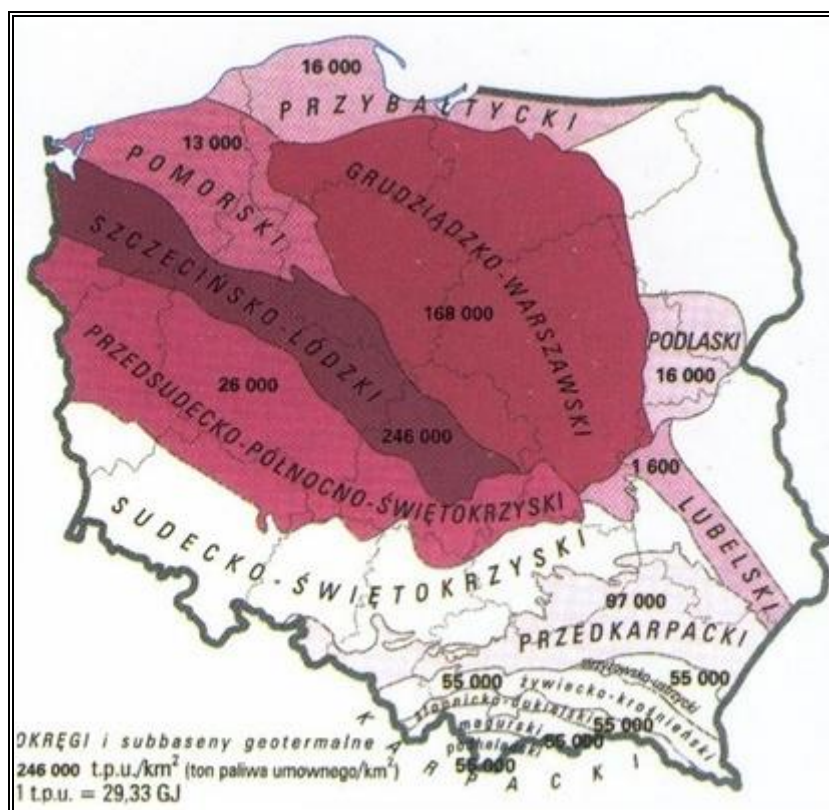 16 000
PRZYBAŁTYCKI
13 000
POMORSKI
GRUDZIĄDZKO-WARSZAWSKI
SZCZECIŃSKO-ŁÓDZKI
168 000
PODLASKI
16 000
PRZEDSUDECKO-PÓŁNOCNO-ŚWIĘTOKRZYSKI
26 000
246 000
1 600
LUBELSKI
SUDECKO-ŚWIĘTOKRZYSKI
97 000
PRZEDKARPACKI
55 000
55 000
żywiecko-krośnieński
55 000
magurski
55 000
podhalański
55 000
KARPACKI
OKRĘGI i subbaseny geotermalne
246 000 t.p.u./km² (ton paliwa umownego/km²)
1 t.p.u. = 29,33 GJ